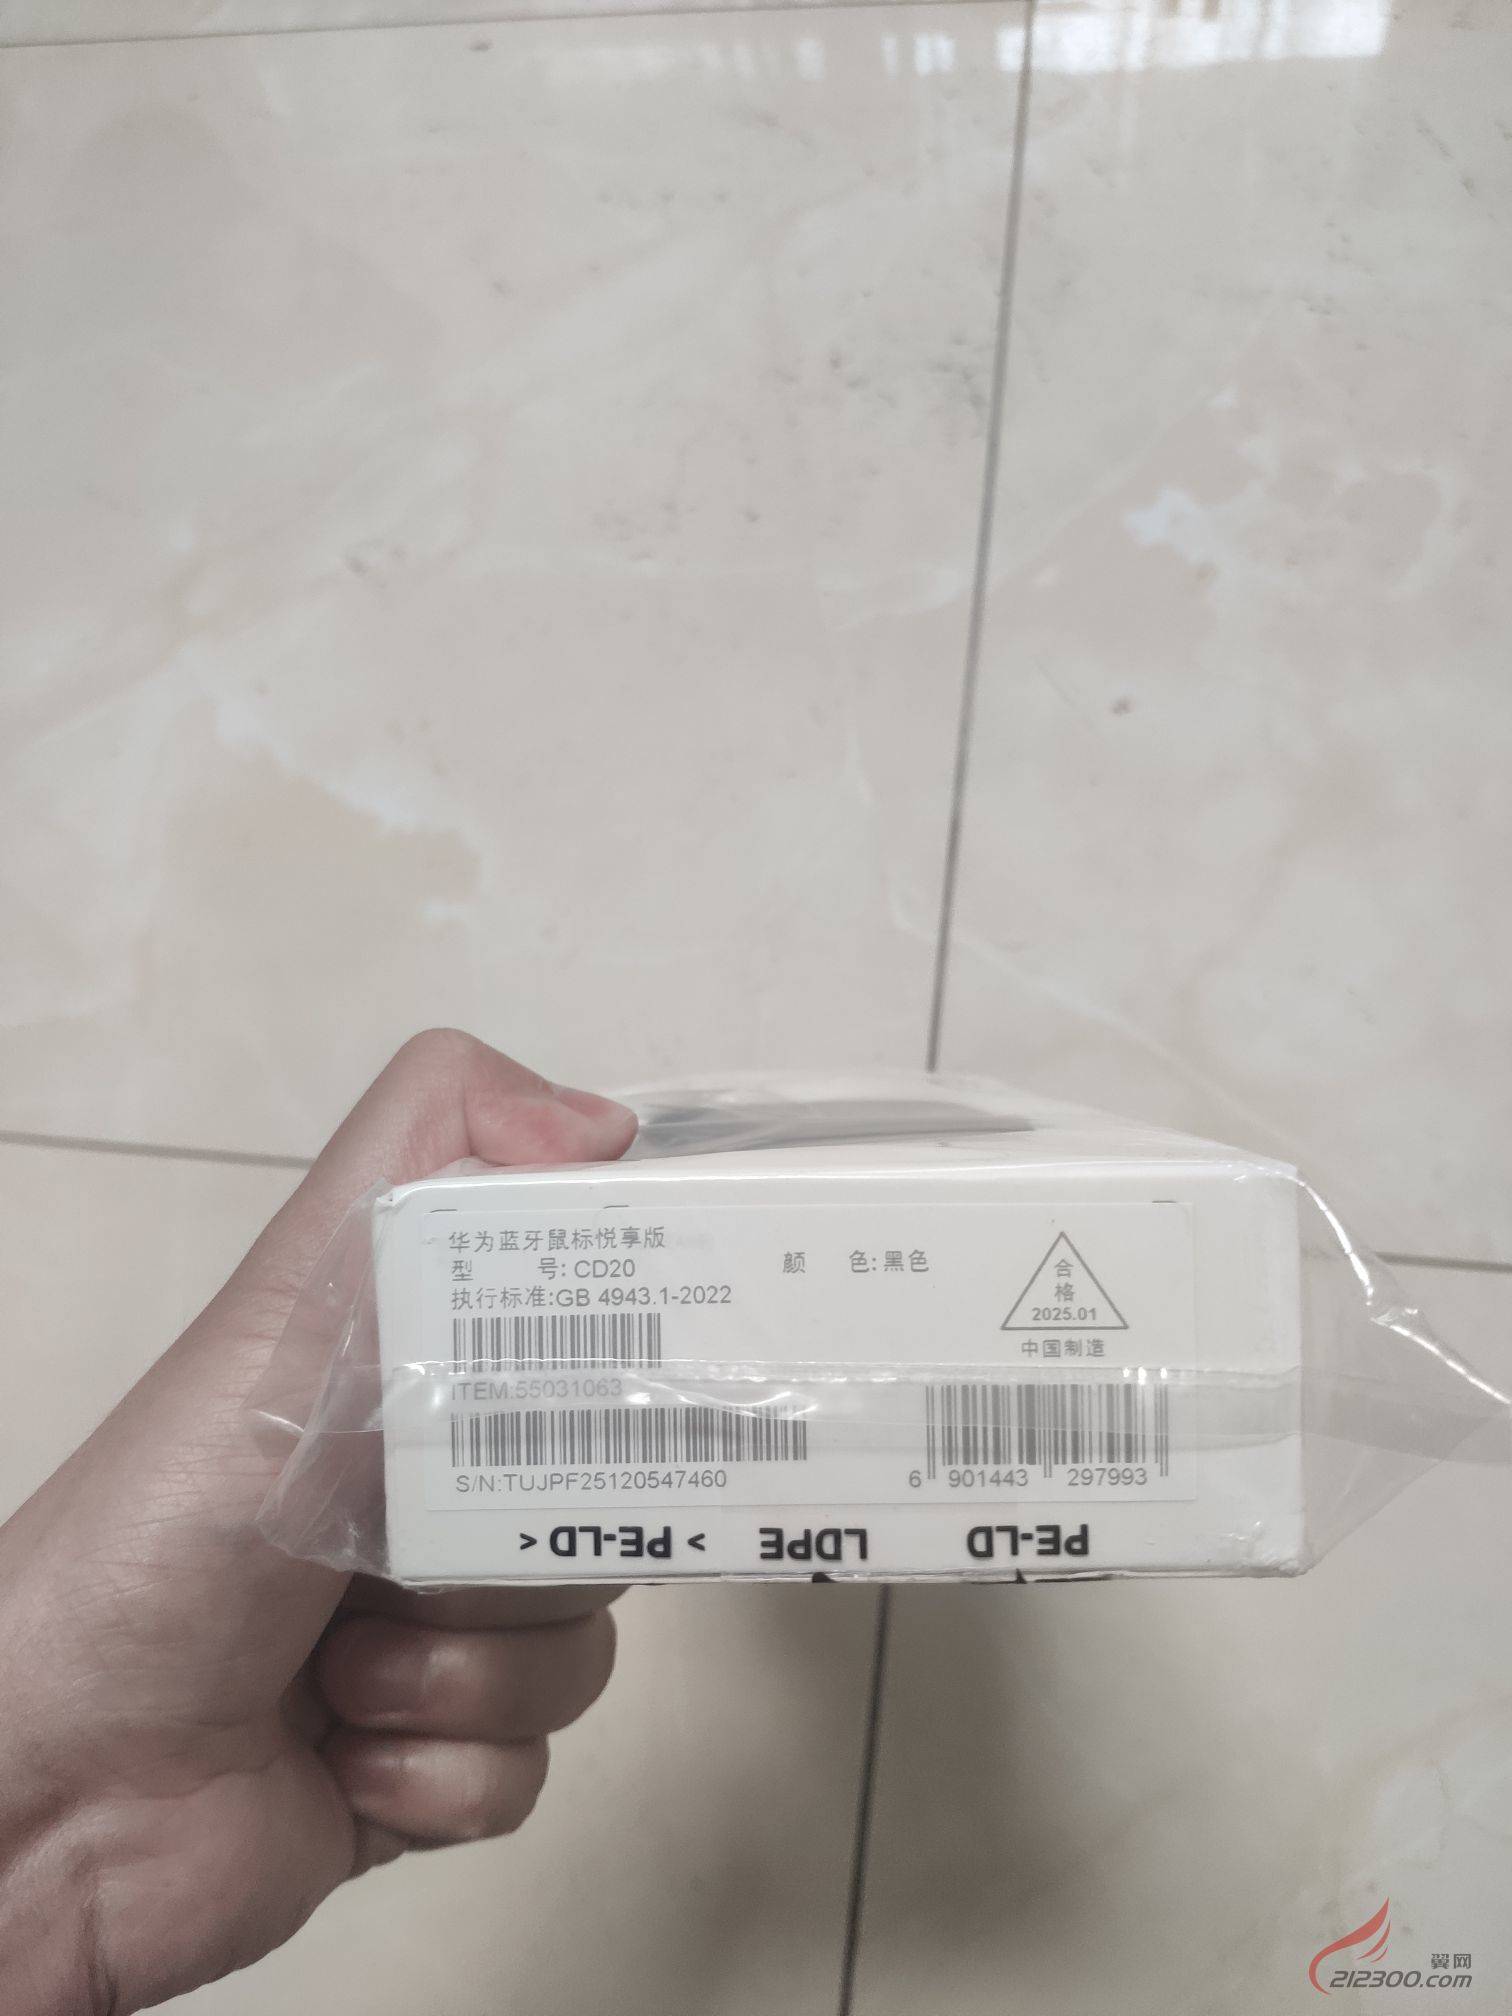 华为蓝牙鼠标悦享版
型 号: CD20
颜 色:黑色
执行标准:GB 4943.1-2022
合格
2025.01
中国制造
ITEM:55031063
S/N:TUJPF25120547460
6 901443 297993
> PE-LD <
LDPE
PE-LD
翼网
212300.com